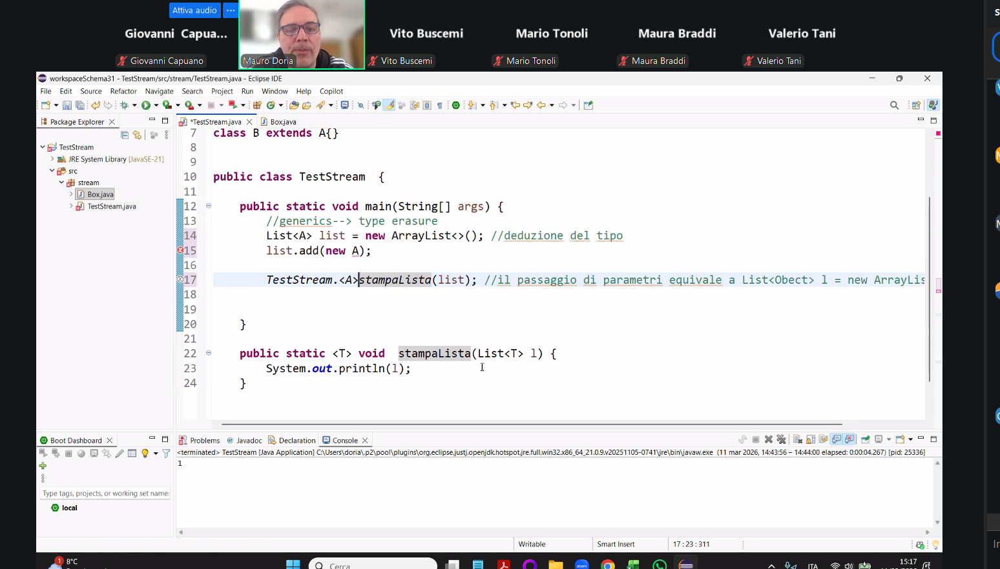 Attiva audio
Giovanni Capua...
Vito Buscemi
Mario Tonoli
Maura Braddi
Valerio Tani
Giovanni Capuano
Mauro Doria
Vito Buscemi
Mario Tonoli
Maura Braddi
Valerio Tani
workspaceSchema31 - TestStream/src/stream/TestStream.java - Eclipse IDE
File Edit Source Refactor Navigate Search Project Run Window Help Copilot
Package Explorer
*TestStream.java
Box.java
TestStream
JRE System Library [JavaSE-21]
src
stream
Box.java
TestStream.java
7 class B extends A{}
8
9
10 public class TestStream {
11
12 public static void main(String[] args) {
13 //generics--> type erasure
14 List<A> list = new ArrayList<>(); //deduzione del tipo
15 list.add(new A);
16
17 TestStream.<A>stampaLista(list); //il passaggio di parametri equivale a List<Obect> l = new ArrayLis
18
19
20 }
21
22 public static <T> void stampaLista(List<T> l) {
23 System.out.println(l);
24 }
Boot Dashboard
Type tags, projects, or working set name:
local
Problems
Javadoc
Declaration
Console
<terminated> TestStream [Java Application] C:\Users\doria\.p2\pool\plugins\org.eclipse.justj.openjdk.hotspot.jre.full.win32.x86_64_21.0.9.v20251105-0741\jre\bin\javaw.exe (11 mar 2026, 14:43:56 – 14:44:00 elapsed: 0:00:04.267) [pid: 25336]
1
Writable
Smart Insert
17 : 23 : 311
1
8°C
Cerca
zoom
ITA
15:17